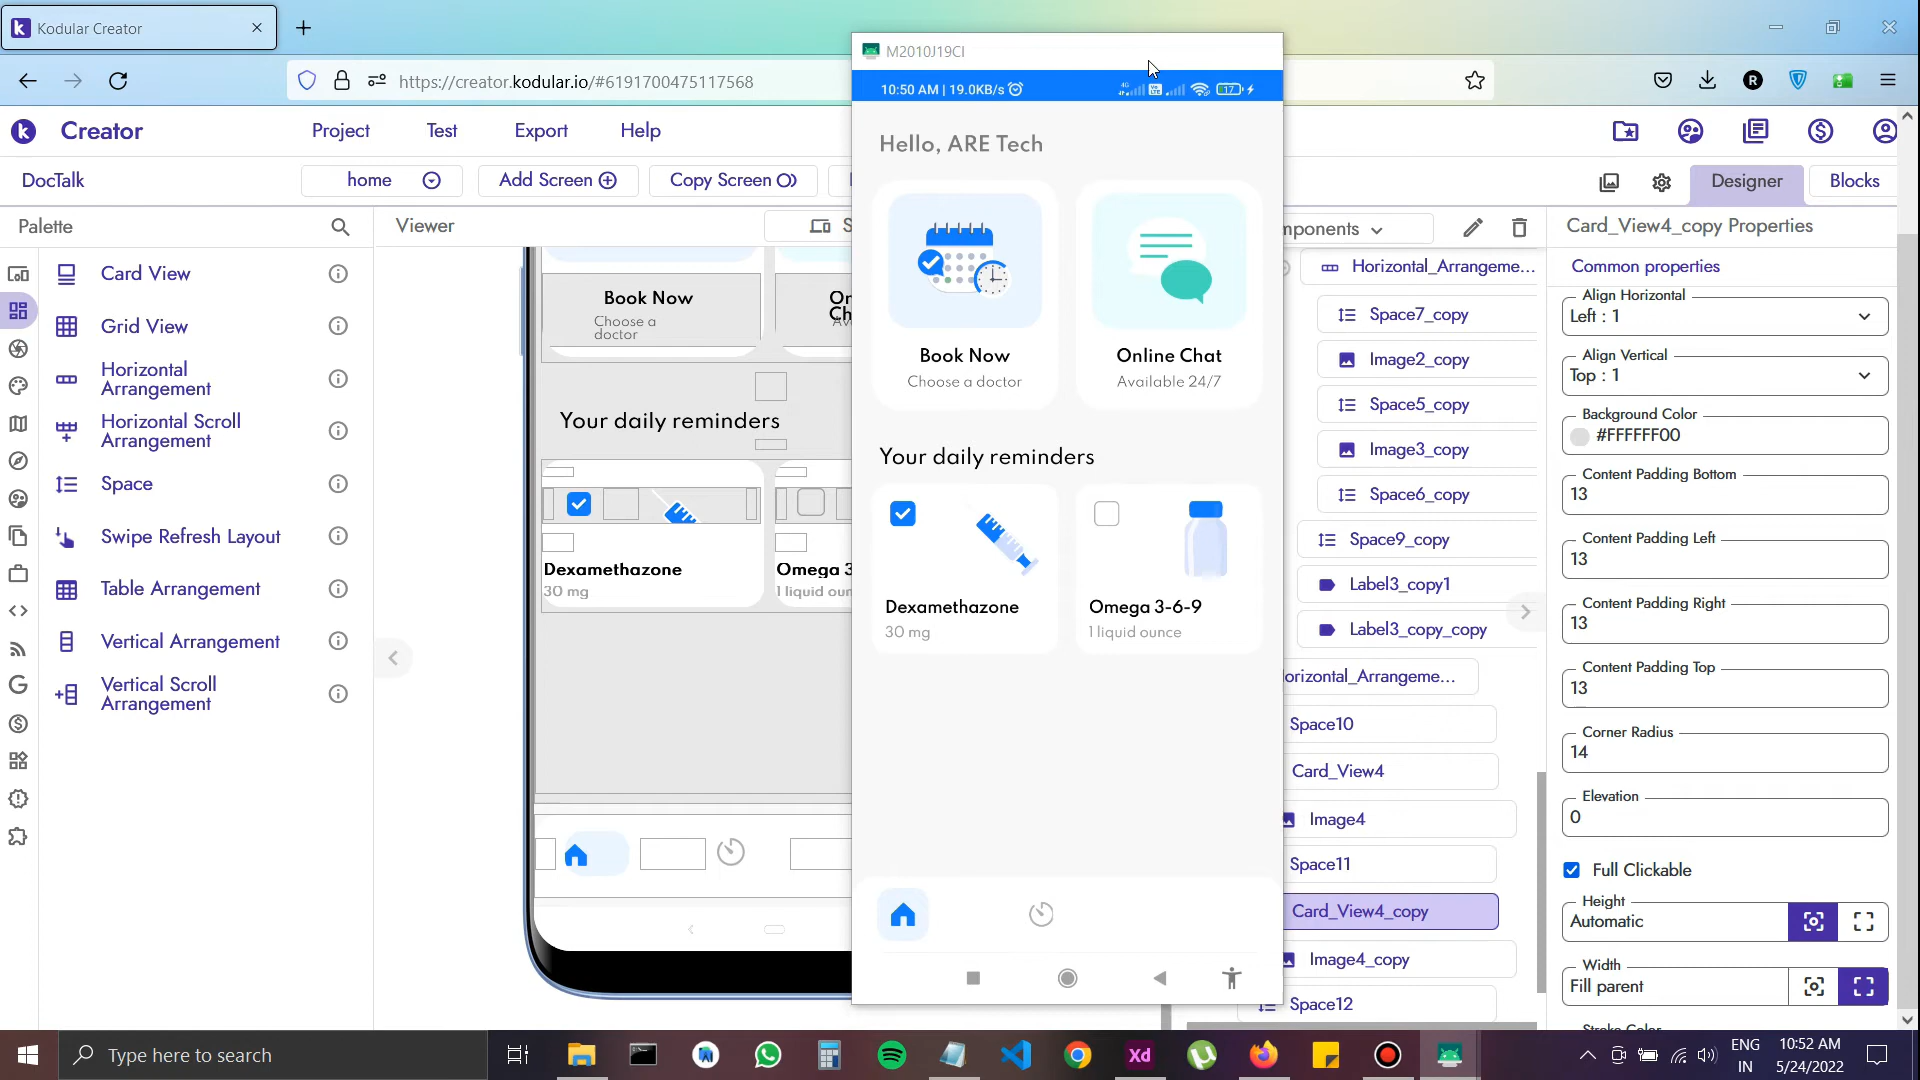 Kodular Creator
https://creator.kodular.io/#6191700475117568
Creator
Project
Test
Export
Help
DocTalk
home
Add Screen
Copy Screen
Designer
Blocks
Palette
Card View
Grid View
Horizontal
Arrangement
Horizontal Scroll
Arrangement
Space
Swipe Refresh Layout
Table Arrangement
Vertical Arrangement
Vertical Scroll
Arrangement
Viewer
S
Book Now
Choose a
doctor
Your daily reminders
Dexamethazone
30 mg
Omega 3
1 liquid oun
M2010J19CI
10:50 AM | 19.0KB/s
17
Hello, ARE Tech
Book Now
Choose a doctor
Online Chat
Available 24/7
Your daily reminders
Dexamethazone
30 mg
Omega 3-6-9
1 liquid ounce
mponents
Horizontal_Arrangeme...
Space7_copy
Image2_copy
Space5_copy
Image3_copy
Space6_copy
Space9_copy
Label3_copy1
Label3_copy_copy
orizontal_Arrangeme...
Space10
Card_View4
Image4
Space11
Card_View4_copy
Image4_copy
Space12
Card_View4_copy Properties
Common properties
Align Horizontal
Left : 1
Align Vertical
Top : 1
Background Color
#FFFFFF00
Content Padding Bottom
13
Content Padding Left
13
Content Padding Right
13
Content Padding Top
13
Corner Radius
14
Elevation
0
Full Clickable
Height
Automatic
Width
Fill parent
Stroke Color
Type here to search
Xd
ENG
IN
10:52 AM
5/24/2022